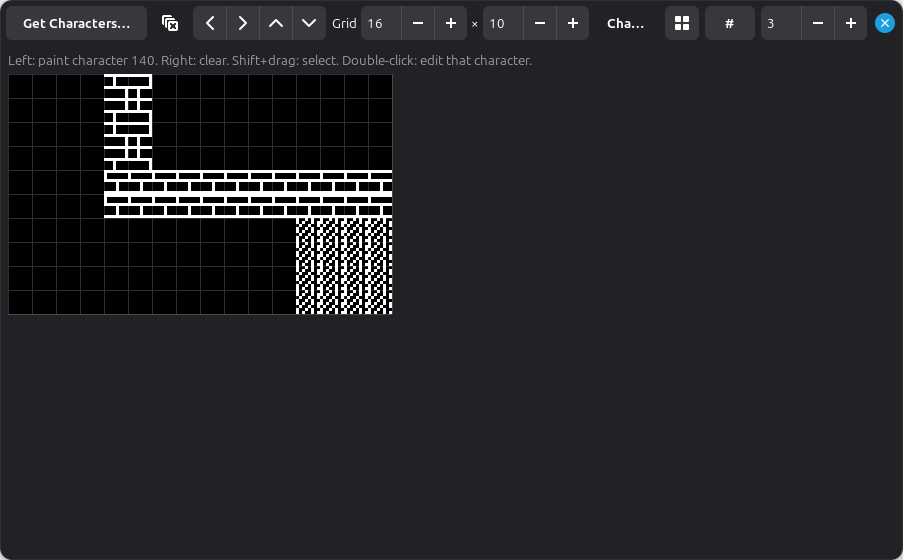 Get Characters... Grid 16 × 10 Cha... # 3
Left: paint character 140. Right: clear. Shift+drag: select. Double-click: edit that character.